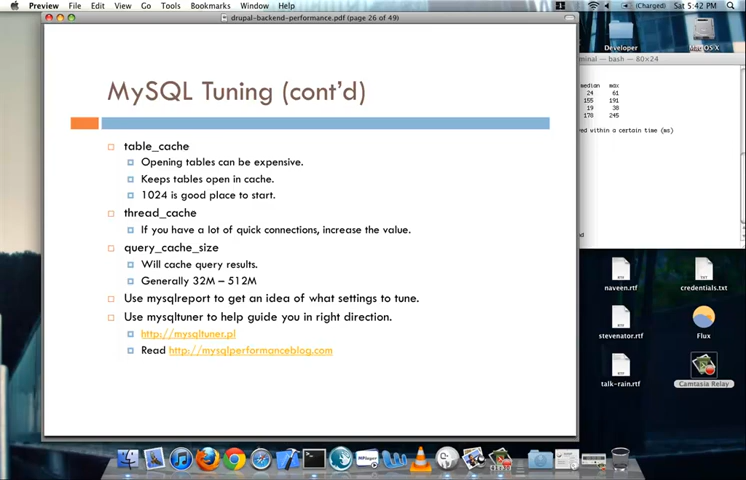 Preview File Edit View Go Tools Bookmarks Window Help
(Charged) Sat 5:42 PM
drupal-backend-performance.pdf (page 26 of 49)
MySQL Tuning (cont'd)
table_cache
Opening tables can be expensive.
Keeps tables open in cache.
1024 is good place to start.
thread_cache
If you have a lot of quick connections, increase the value.
query_cache_size
Will cache query results.
Generally 32M – 512M
Use mysqlreport to get an idea of what settings to tune.
Use mysqltuner to help guide you in right direction.
http://mysqltuner.pl
Read http://mysqlperformanceblog.com
Developer
Mac OS X
minal — bash — 80×24
median max
24 61
155 191
19 38
178 245
ved within a certain time (ms)
naveen.rtf
credentials.txt
stevenator.rtf
Flux
talk-rain.rtf
Camtasia Relay